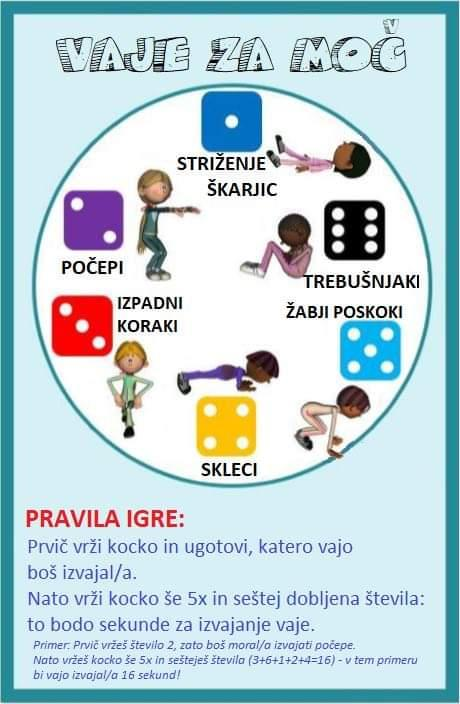 VAJE ZA MOČ
STRIŽENJE
ŠKARJIC
POČEPI
TREBUŠNJAKI
IZPADNI
KORAKI
ŽABJI POSKOKI
SKLECI
PRAVILA IGRE:
Prvič vrži kocko in ugotovi, katero vajo
boš izvajal/a.
Nato vrži kocko še 5x in seštej dobljena števila:
to bodo sekunde za izvajanje vaje.
Primer: Prvič vržeš število 2, zato boš moral/a izvajati počepe.
Nato vržeš kocko še 5x in sešteješ števila (3+6+1+2+4=16) - v tem primeru
bi vajo izvajal/a 16 sekund!